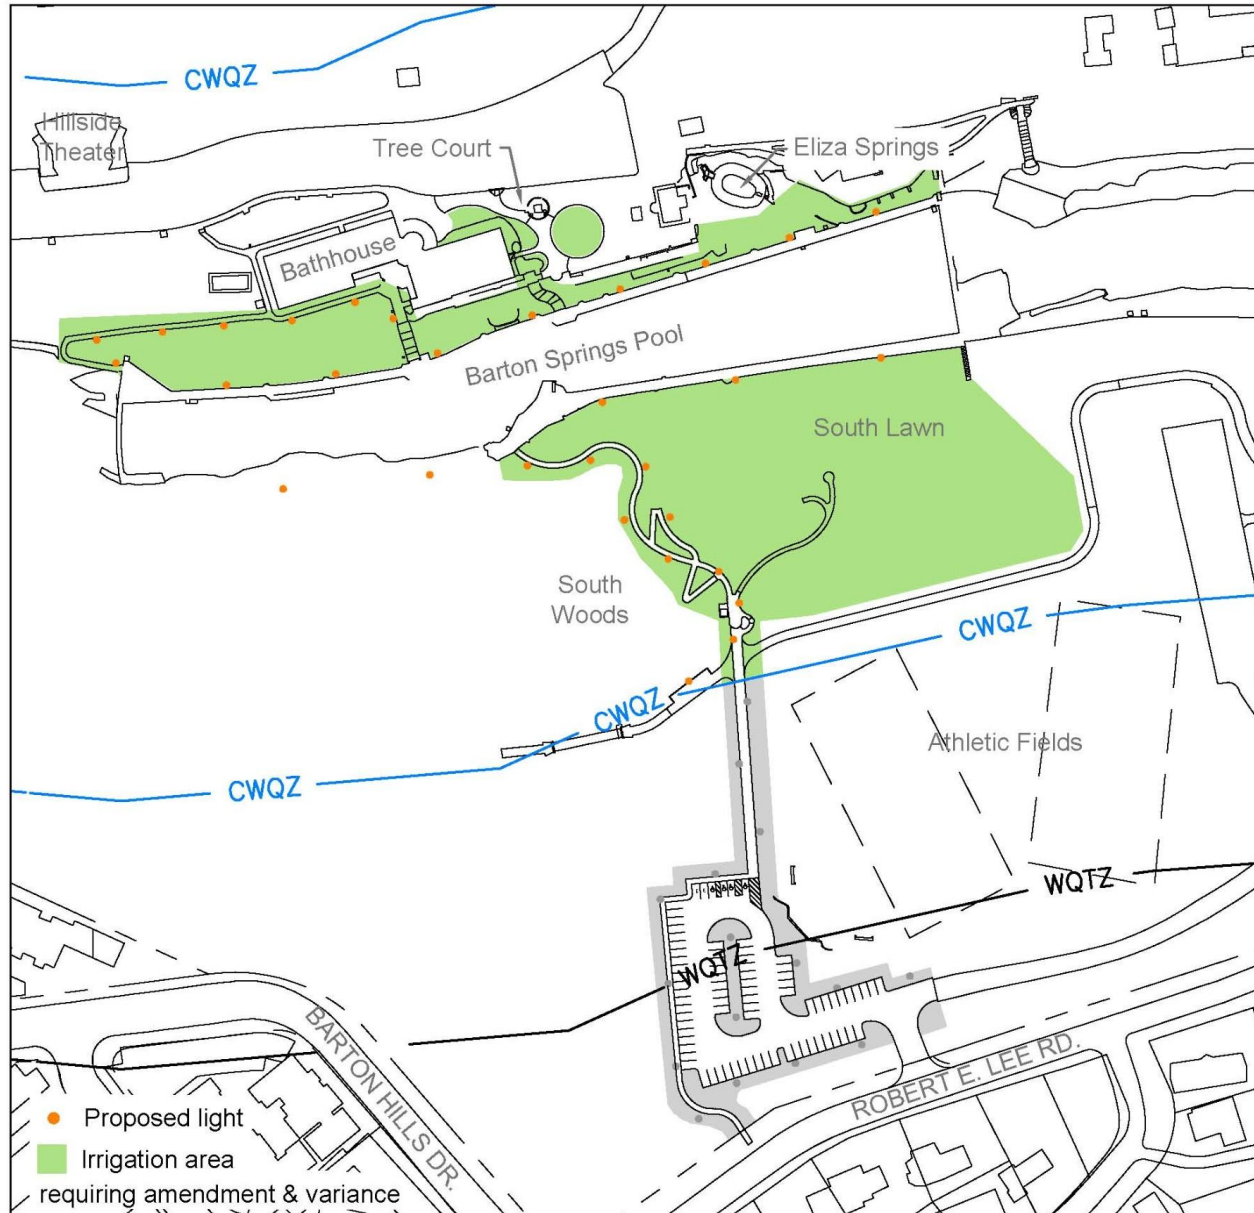 CWQZ
Hillside
Theater
Tree Court
Eliza Springs
Bathhouse
Barton Springs Pool
South Lawn
South
Woods
CWQZ
CWQZ
CWQZ
Athletic Fields
WQTZ
WQTZ
BARTON HILLS DR.
ROBERT E. LEE RD.
Proposed light
Irrigation area
requiring amendment & variance